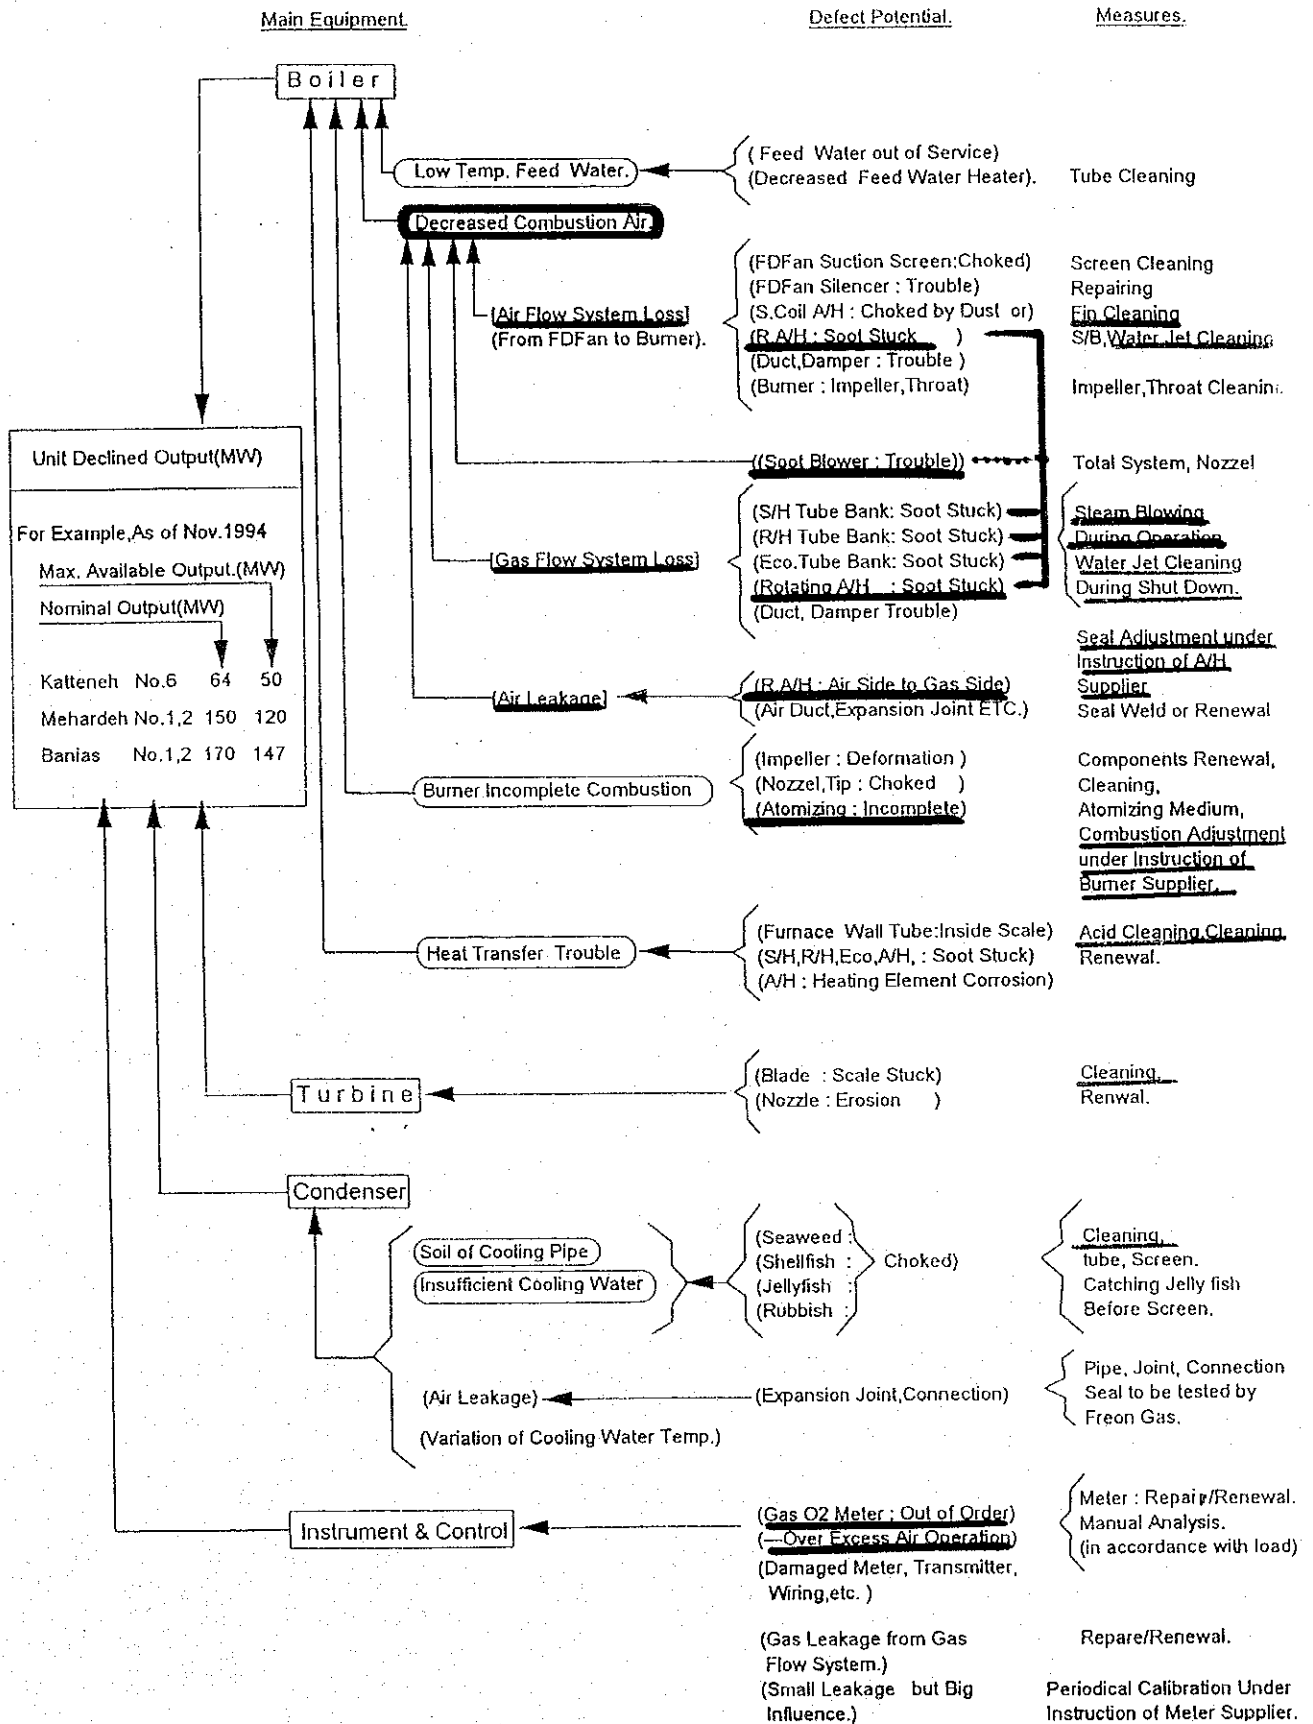 Main Equipment.
Defect Potential.
Measures.
Boiler
Low Temp. Feed Water.)
( Feed Water out of Service)
(Decreased Feed Water Heater).
Tube Cleaning
Decreased Combustion Air.
[Air Flow System Loss]
(From FDFan to Burner).
(FDFan Suction Screen:Choked)
Screen Cleaning
(FDFan Silencer : Trouble)
Repairing
(S.Coil A/H : Choked by Dust or)
Fin Cleaning
(R.A/H : Soot Stuck )
S/B,Water Jet Cleaning
(Duct,Damper : Trouble )
(Burner : Impeller,Throat)
Impeller,Throat Cleanin.
((Soot Blower : Trouble))
Total System, Nozzel
[Gas Flow System Loss]
(S/H Tube Bank: Soot Stuck)
Steam Blowing
(R/H Tube Bank: Soot Stuck)
During Operation
(Eco.Tube Bank: Soot Stuck)
Water Jet Cleaning
(Rotating A/H : Soot Stuck)
During Shut Down.
(Duct, Damper Trouble)
[Air Leakage]
(R.A/H : Air Side to Gas Side)
(Air Duct,Expansion Joint ETC.)
Seal Adjustment under
Instruction of A/H
Supplier
Seal Weld or Renewal
Burner Incomplete Combustion
(Impeller : Deformation )
(Nozzel,Tip : Choked )
(Atomizing : Incomplete)
Components Renewal,
Cleaning,
Atomizing Medium,
Combustion Adjustment
under Instruction of
Burner Supplier.
Heat Transfer Trouble
(Furnace Wall Tube:Inside Scale)
Acid Cleaning,Cleaning
(S/H,R/H,Eco,A/H, : Soot Stuck)
Renewal.
(A/H : Heating Element Corrosion)
Unit Declined Output(MW)
For Example,As of Nov.1994
Max. Available Output.(MW)
Nominal Output(MW)
Katteneh No.6 64 50
Mehardeh No.1,2 150 120
Banias No.1,2 170 147
Turbine
(Blade : Scale Stuck)
(Nozzle : Erosion )
Cleaning,
Renwal.
Condenser
Soil of Cooling Pipe
Insufficient Cooling Water
(Seaweed :
(Shellfish :
(Jellyfish :
(Rubbish :
Choked)
Cleaning,
tube, Screen.
Catching Jelly fish
Before Screen.
(Air Leakage)
(Expansion Joint,Connection)
Pipe, Joint, Connection
Seal to be tested by
Freon Gas.
(Variation of Cooling Water Temp.)
Instrument & Control
(Gas O2 Meter : Out of Order)
(—Over Excess Air Operation)
(Damaged Meter, Transmitter,
Wiring,etc. )
Meter : Repair/Renewal.
Manual Analysis.
(in accordance with load)
(Gas Leakage from Gas
Flow System.)
Repare/Renewal.
(Small Leakage but Big
Influence.)
Periodical Calibration Under
Instruction of Meter Supplier.